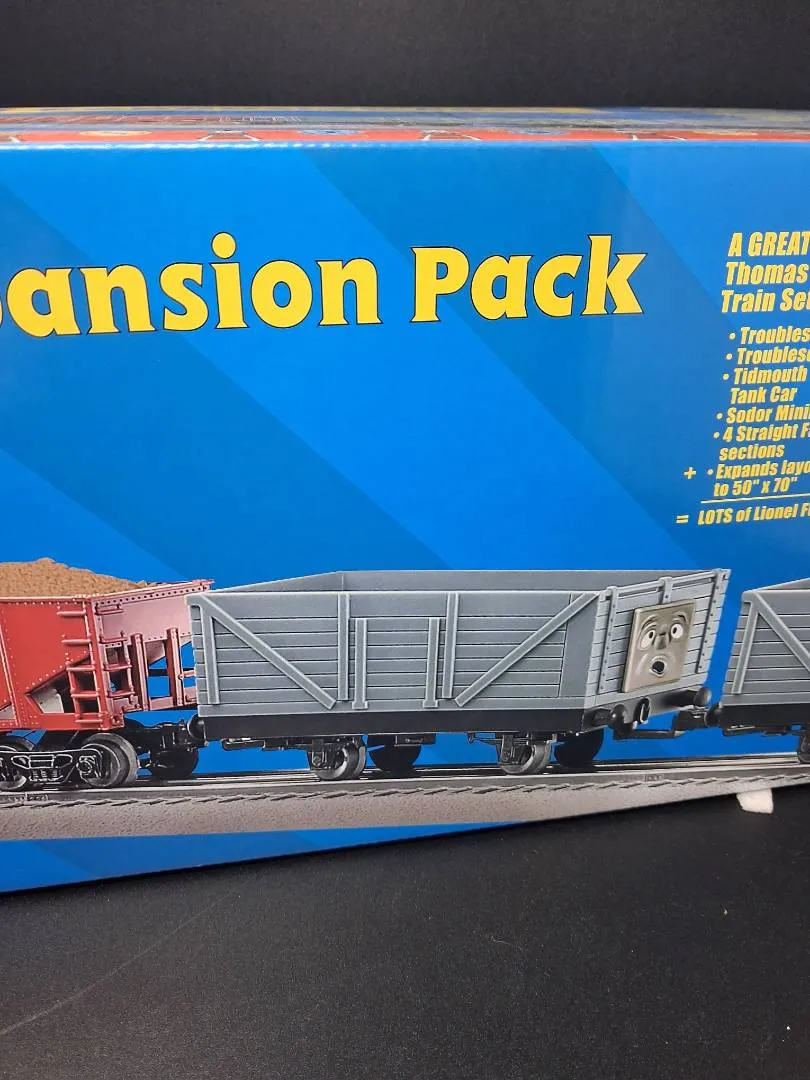 pansion Pack
A GREAT
Thomas
Train Se
• Troubles
• Troubles
• Tidmouth
Tank Car
• Sodor Mini
• 4 Straight F
sections
+ • Expands layo
to 50" x 70"
= LOTS of Lionel F